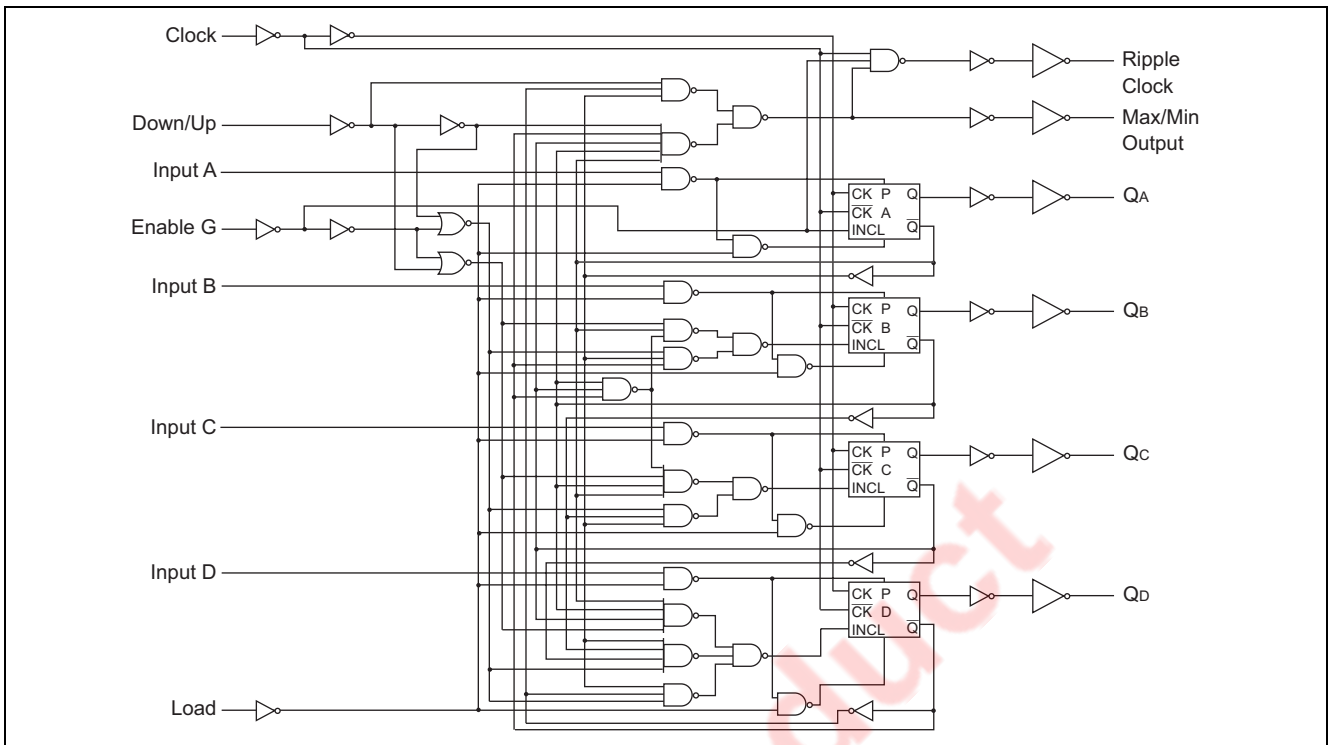 Clock
Ripple
Clock
Down/Up
Max/Min
Output
Input A
CK P Q
CK A
INCL Q
QA
Enable G
Input B
CK P Q
CK B
INCL Q
QB
Input C
CK P Q
CK C
INCL Q
QC
Input D
CK P Q
CK D
INCL Q
QD
Load
duct